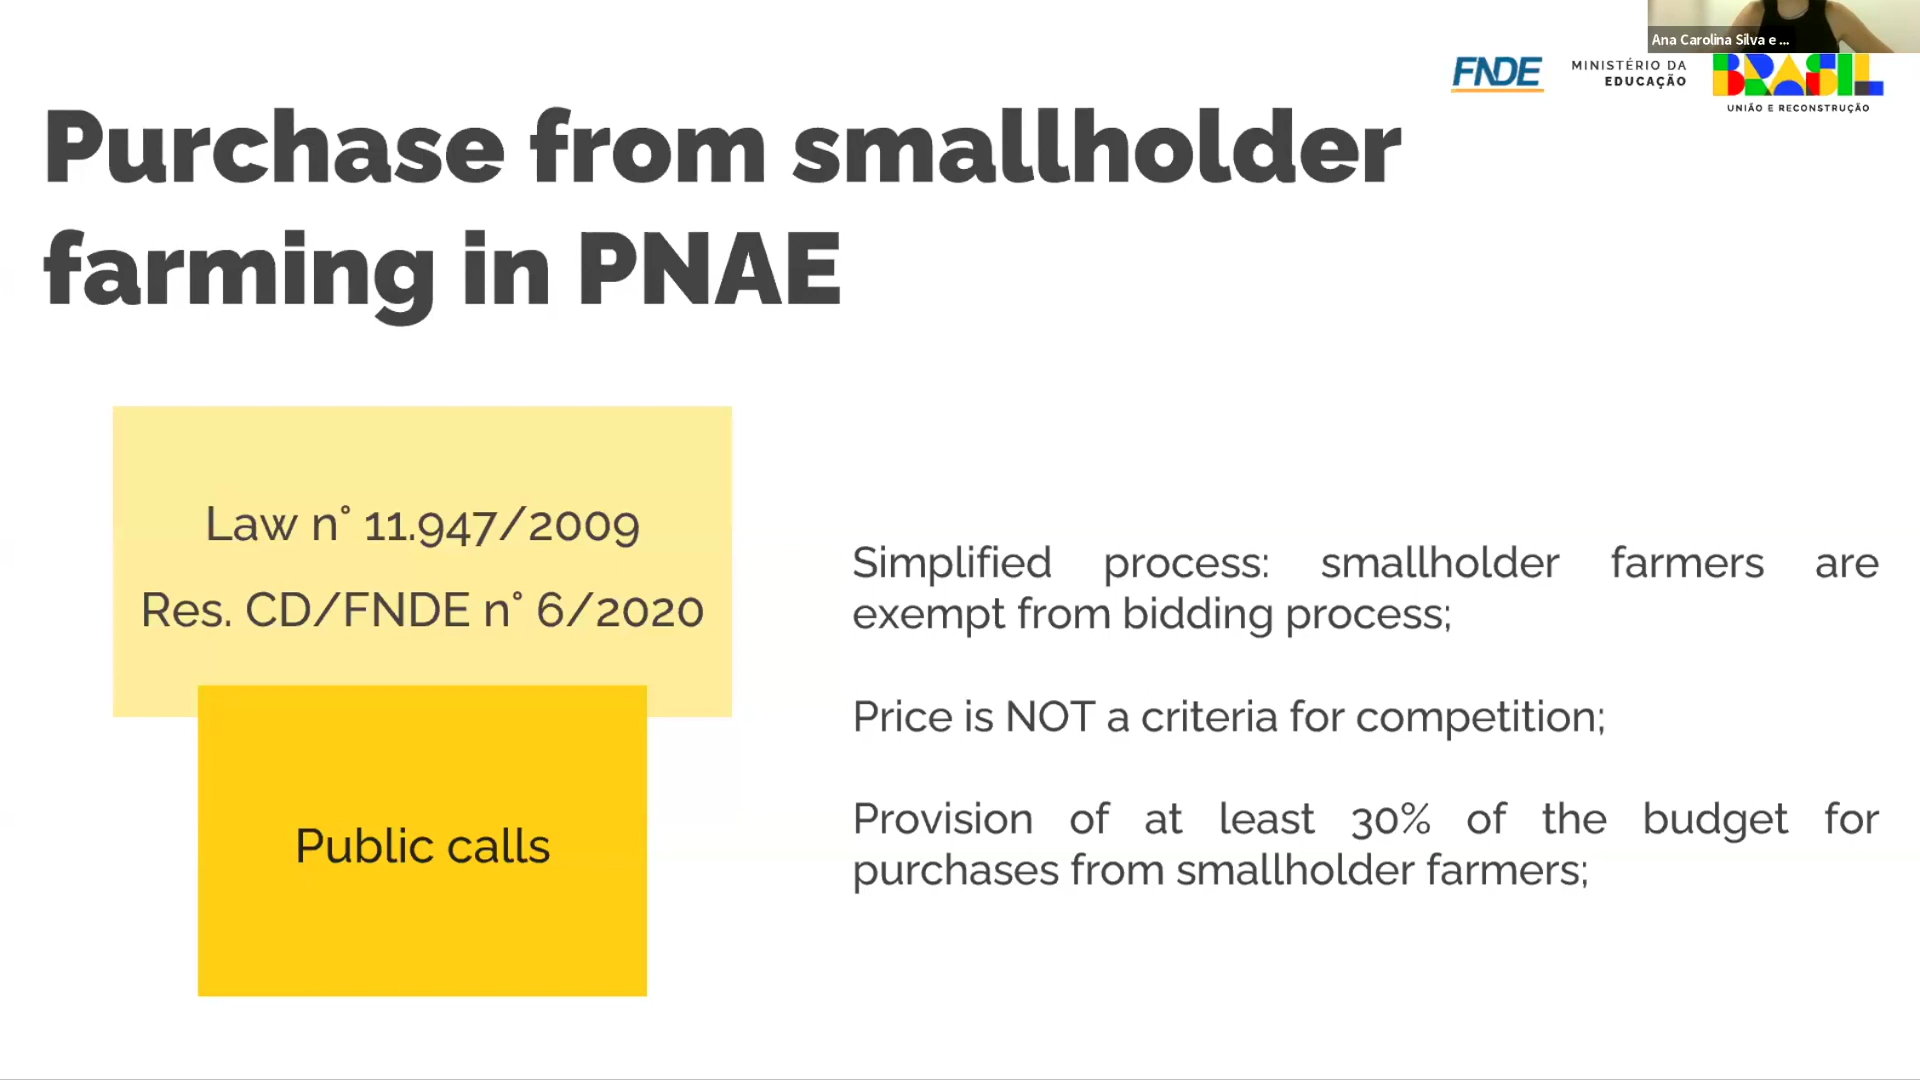 Ana Carolina Silva e ...
FNDE
MINISTÉRIO DA
EDUCAÇÃO
BRASIL
UNIÃO E RECONSTRUÇÃO
Purchase from smallholder
farming in PNAE
Law n° 11.947/2009
Res. CD/FNDE n° 6/2020
Public calls
Simplified process: smallholder farmers are
exempt from bidding process;
Price is NOT a criteria for competition;
Provision of at least 30% of the budget for
purchases from smallholder farmers;